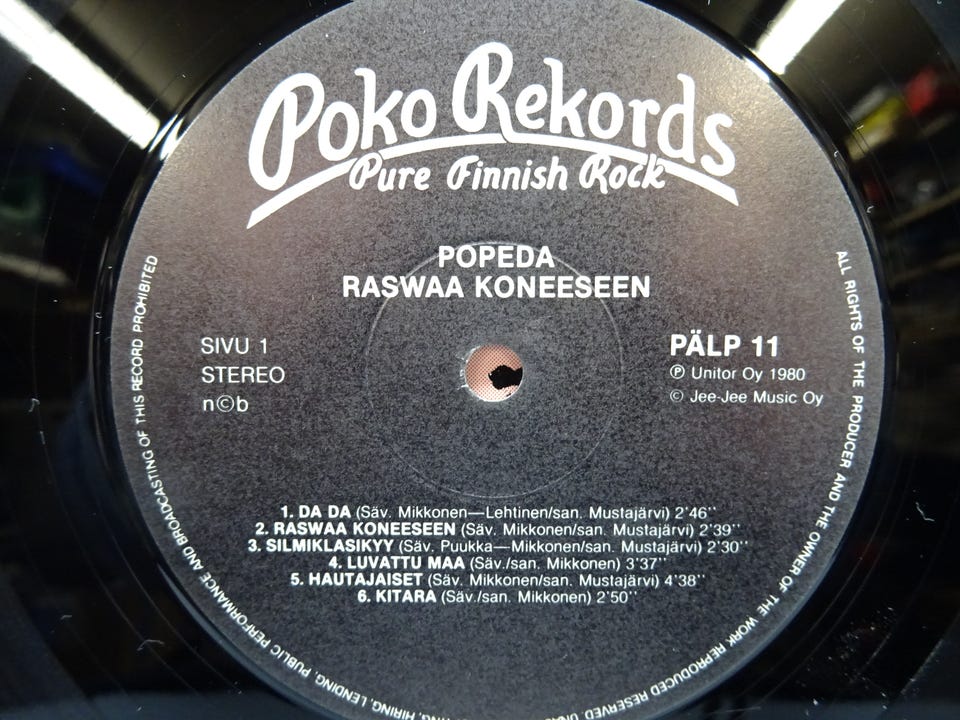 Poko Rekords
Pure Finnish Rock
POPEDA
RASWAA KONEESEEN
SIVU 1
STEREO
n©b
PÄLP 11
℗ Unitor Oy 1980
© Jee-Jee Music Oy
1. DA DA (Säv. Mikkonen—Lehtinen/san. Mustajärvi) 2'46''
2. RASWAA KONEESEEN (Säv. Mikkonen/san. Mustajärvi) 2'39''
3. SILMIKLASIKYY (Säv. Puukka—Mikkonen/san. Mustajärvi) 2'30''
4. LUVATTU MAA (Säv./san. Mikkonen) 3'37''
5. HAUTAJAISET (Säv. Mikkonen/san. Mustajärvi) 4'38''
6. KITARA (Säv./san. Mikkonen) 2'50''
ALL RIGHTS OF THE PRODUCER AND THE OWNER OF THE WORK REPRODUCED RESERVED.
HIRING, LENDING, PUBLIC PERFORMANCE AND BROADCASTING OF THIS RECORD PROHIBITED